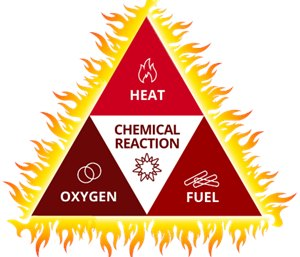 HEAT
CHEMICAL
REACTION
OXYGEN
FUEL